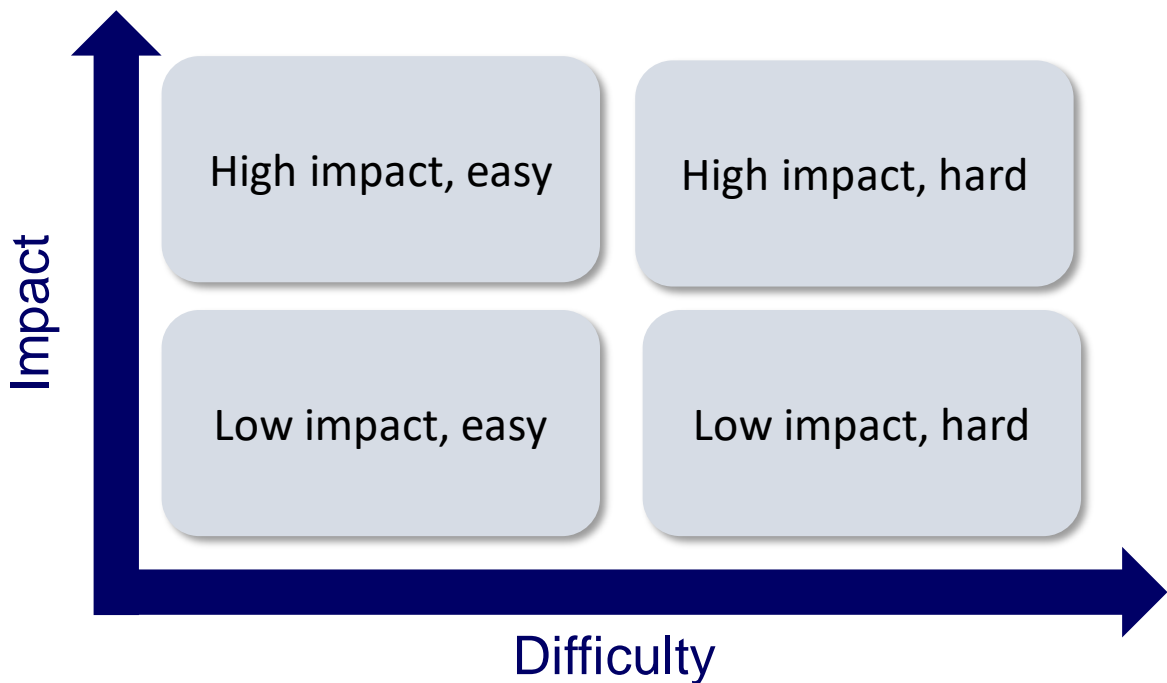 High impact, easy
High impact, hard
Impact
Low impact, easy
Low impact, hard
Difficulty